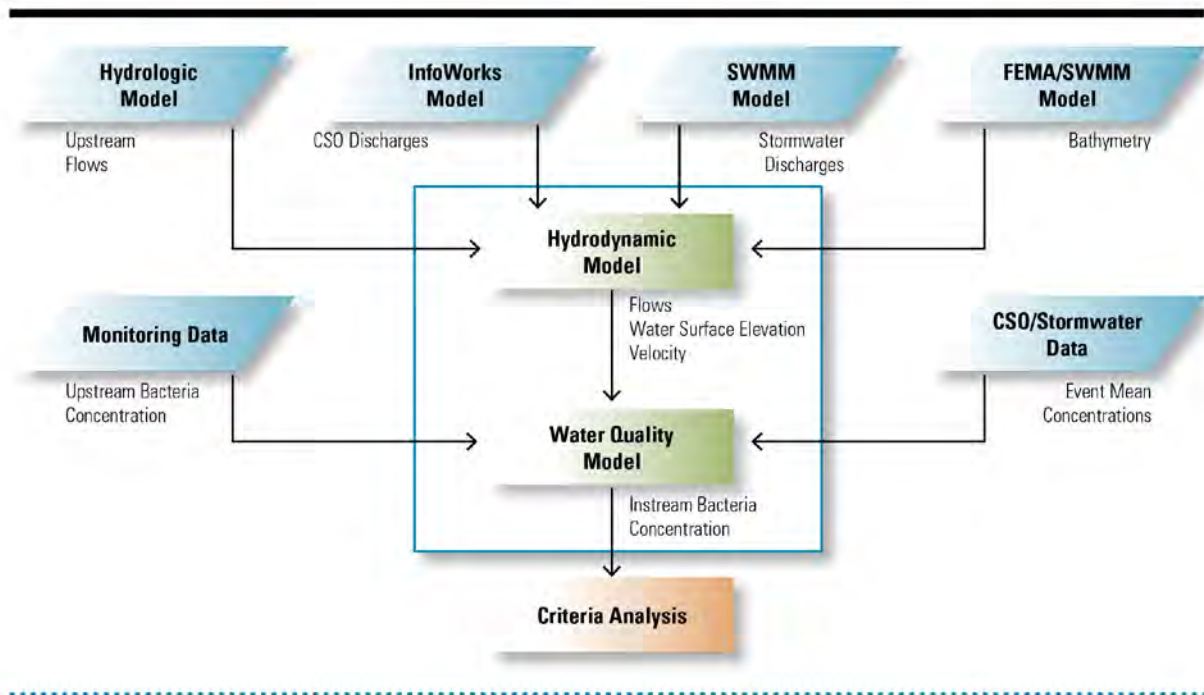 Hydrologic
Model
InfoWorks
Model
SWMM
Model
FEMA/SWMM
Model
Upstream
Flows
CSO Discharges
Stormwater
Discharges
Bathymetry
Hydrodynamic
Model
Flows
Water Surface Elevation
Velocity
Monitoring Data
CSO/Stormwater
Data
Upstream Bacteria
Concentration
Event Mean
Concentrations
Water Quality
Model
Instream Bacteria
Concentration
Criteria Analysis